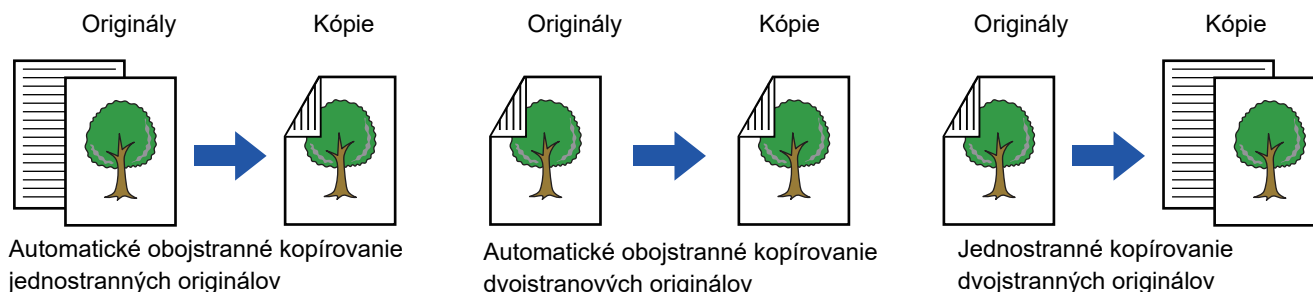 Originály
Kópie
Originály
Kópie
Originály
Kópie
Automatické obojstranné kopírovanie
jednostranných originálov
Automatické obojstranné kopírovanie
dvojstranových originálov
Jednostranné kopírovanie
dvojstranných originálov